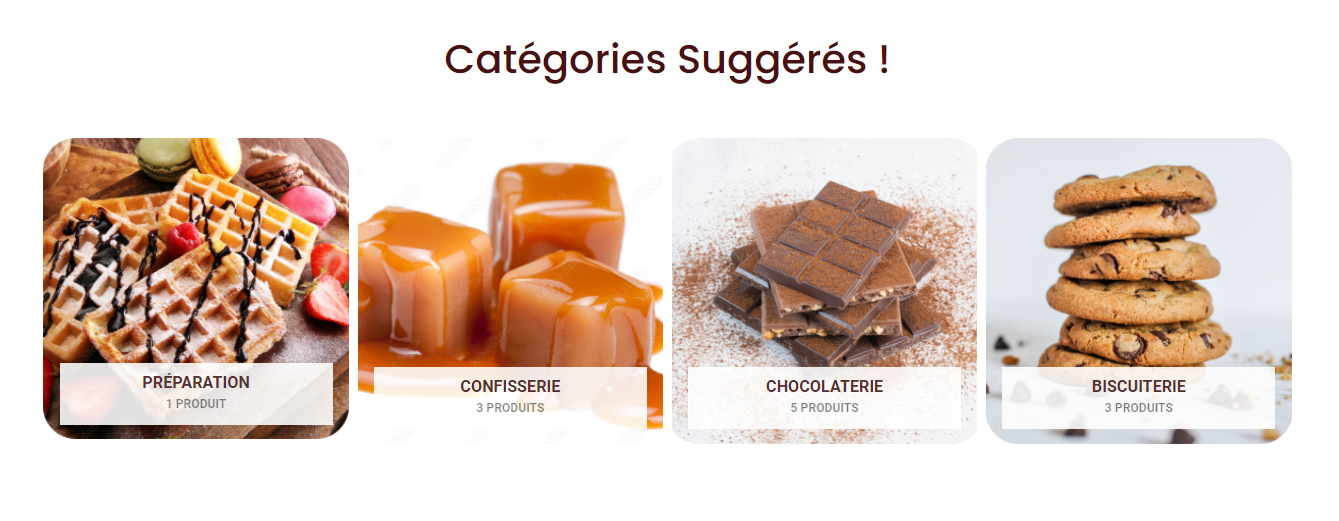 Catégories Suggérés !
PRÉPARATION
1 PRODUIT
CONFISSERIE
3 PRODUITS
CHOCOLATERIE
5 PRODUITS
BISCUITERIE
3 PRODUITS